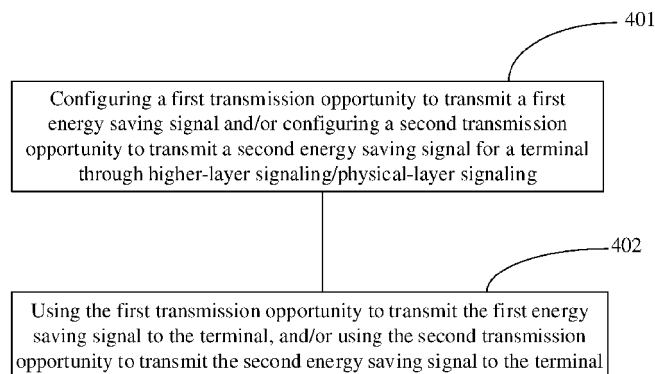 401
Configuring a first transmission opportunity to transmit a first
energy saving signal and/or configuring a second transmission
opportunity to transmit a second energy saving signal for a terminal
through higher-layer signaling/physical-layer signaling
402
Using the first transmission opportunity to transmit the first energy
saving signal to the terminal, and/or using the second transmission
opportunity to transmit the second energy saving signal to the terminal